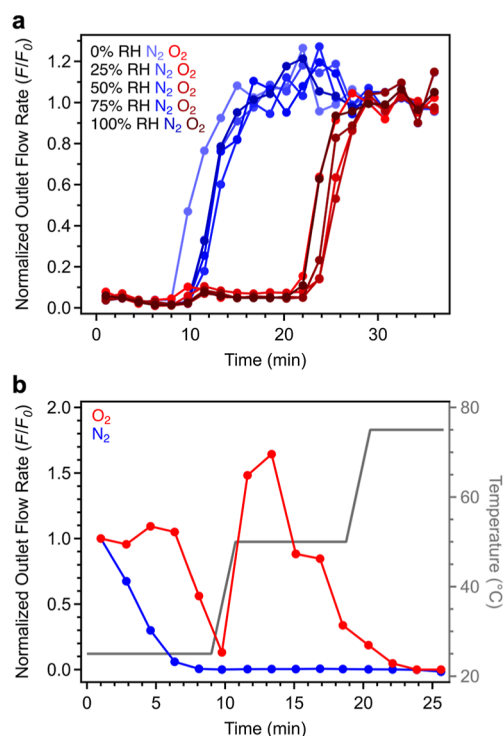 a
Normalized Outlet Flow Rate (F/F0)
1.2
1.0
0.8
0.6
0.4
0.2
0.0
0% RH N2 O2
25% RH N2 O2
50% RH N2 O2
75% RH N2 O2
100% RH N2 O2
0 10 20 30
Time (min)
b
Normalized Outlet Flow Rate (F/F0)
2.0
1.5
1.0
0.5
0.0
O2
N2
80
60
40
20
Temperature (°C)
0 5 10 15 20 25
Time (min)